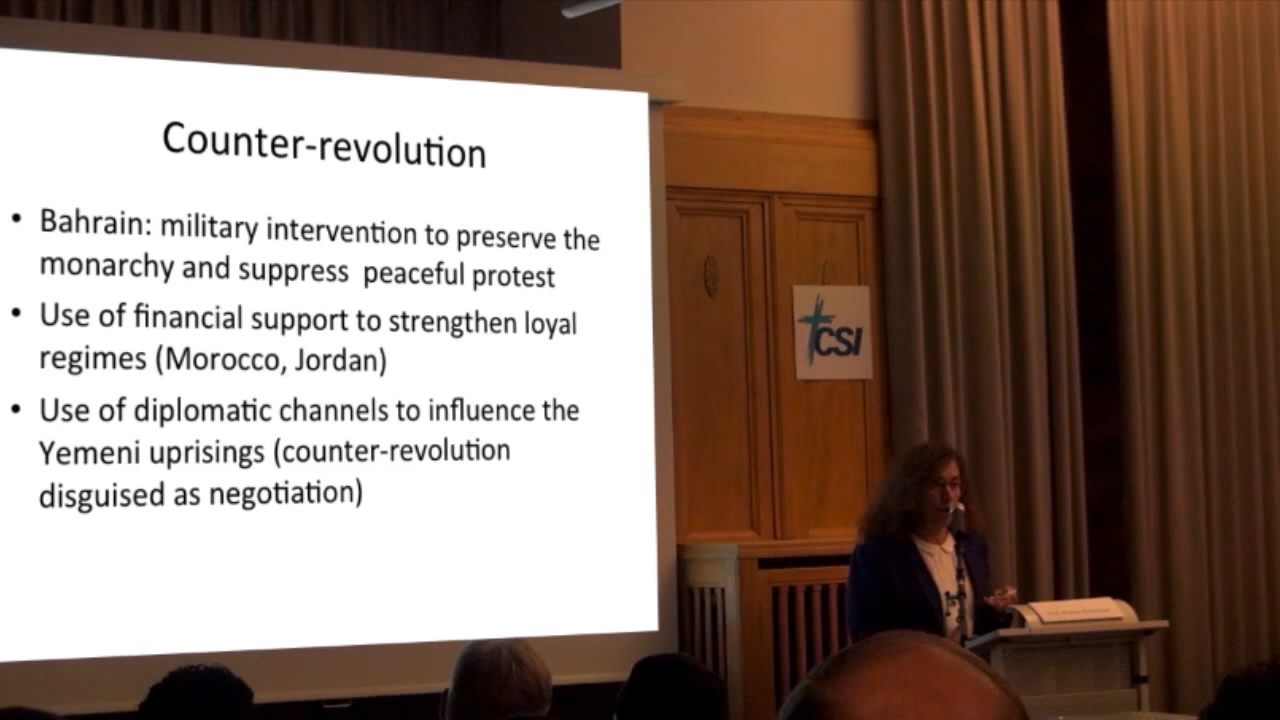 Counter-revolution
• Bahrain: military intervention to preserve the
monarchy and suppress peaceful protest
• Use of financial support to strengthen loyal
regimes (Morocco, Jordan)
• Use of diplomatic channels to influence the
Yemeni uprisings (counter-revolution
disguised as negotiation)
CSI